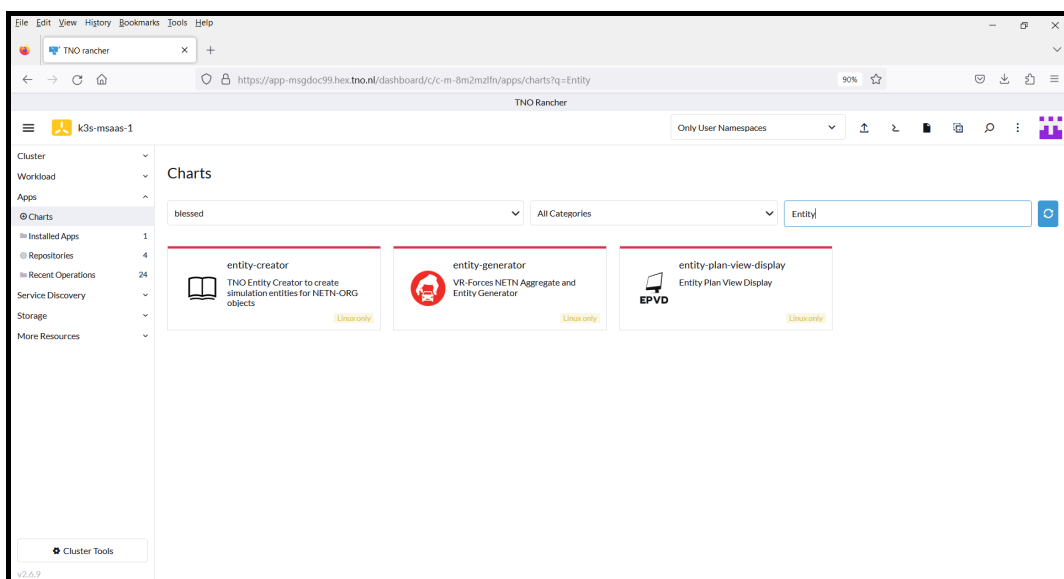 File Edit View History Bookmarks Tools Help
TNO rancher
https://app-msgdoc99.hex.tno.nl/dashboard/c/c-m-8m2mzlfn/apps/charts?q=Entity
90%
TNO Rancher
k3s-msaas-1
Only User Namespaces
Cluster
Workload
Apps
Charts
Installed Apps 1
Repositories 4
Recent Operations 24
Service Discovery
Storage
More Resources
Cluster Tools
v2.6.9
Charts
blessed
All Categories
Entity
entity-creator
TNO Entity Creator to create
simulation entities for NETN-ORG
objects
Linux only
entity-generator
VR-Forces NETN Aggregate and
Entity Generator
Linux only
EPVD
entity-plan-view-display
Entity Plan View Display
Linux only